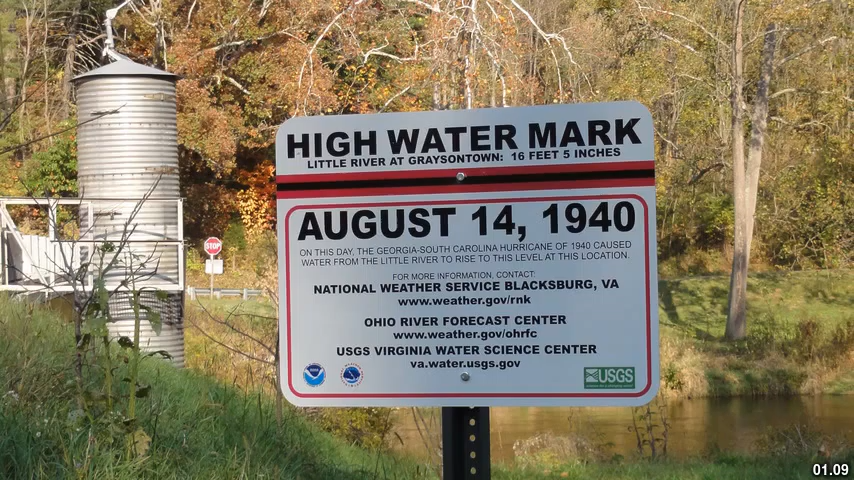 HIGH WATER MARK
LITTLE RIVER AT GRAYSONTOWN: 16 FEET 5 INCHES
AUGUST 14, 1940
ON THIS DAY, THE GEORGIA-SOUTH CAROLINA HURRICANE OF 1940 CAUSED
WATER FROM THE LITTLE RIVER TO RISE TO THIS LEVEL AT THIS LOCATION.
FOR MORE INFORMATION, CONTACT:
NATIONAL WEATHER SERVICE BLACKSBURG, VA
www.weather.gov/rnk
OHIO RIVER FORECAST CENTER
www.weather.gov/ohrfc
USGS VIRGINIA WATER SCIENCE CENTER
va.water.usgs.gov
USGS
STOP
01.09